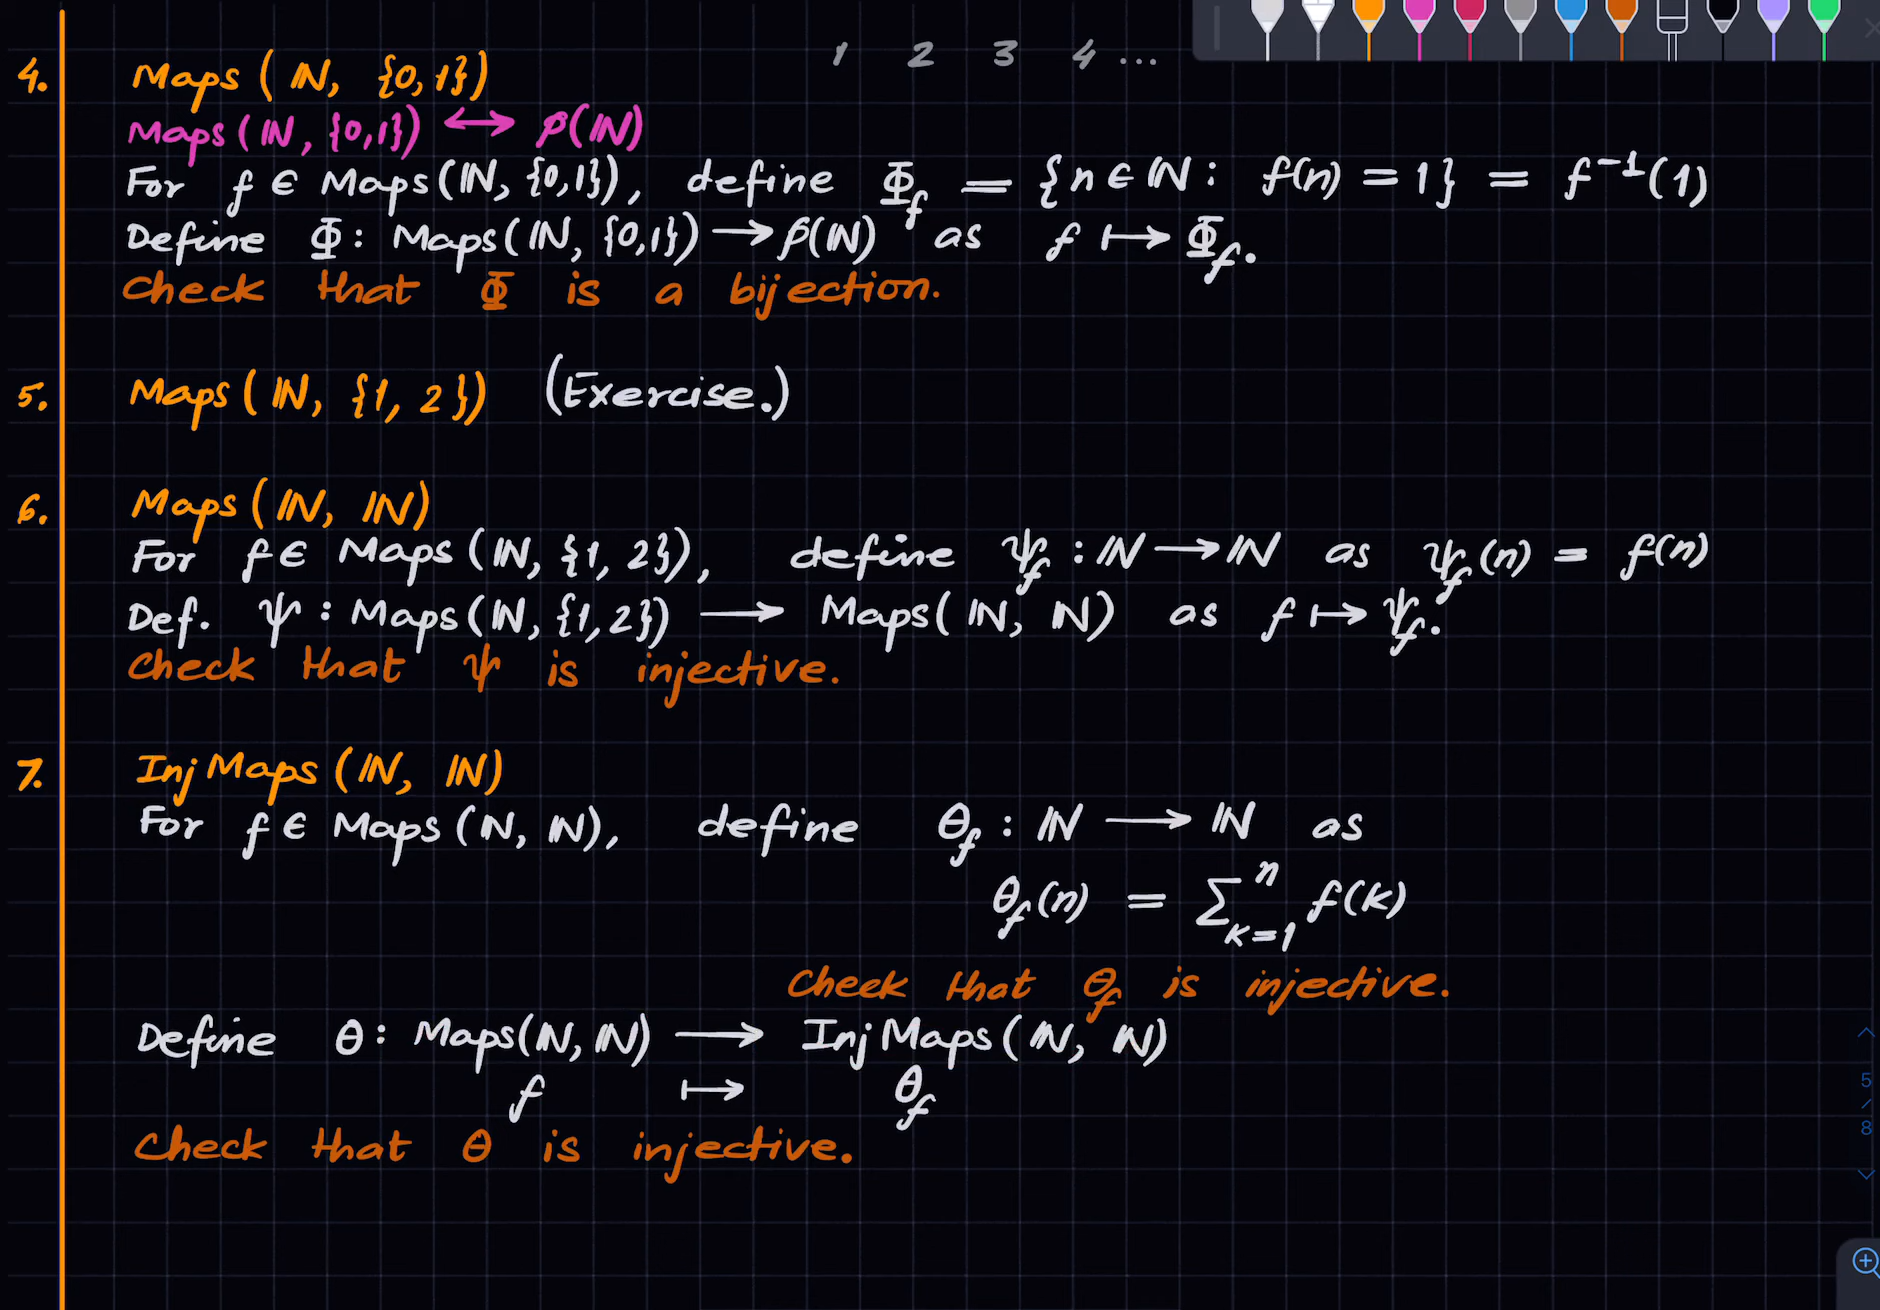 1 2 3 4 ...
4. Maps (ℕ, {0,1})
Maps (ℕ, {0,1}) ⟷ 𝒫(ℕ)
For f ∈ Maps(ℕ, {0,1}), define Φ_f = {n ∈ ℕ : f(n) = 1} = f⁻¹(1)
Define Φ : Maps(ℕ, {0,1}) ⟶ 𝒫(ℕ) as f ⟼ Φ_f.
Check that Φ is a bijection.
5. Maps (ℕ, {1, 2}) (Exercise.)
6. Maps (ℕ, ℕ)
For f ∈ Maps (ℕ, {1, 2}), define ψ_f : ℕ ⟶ ℕ as ψ_f(n) = f(n)
Def. ψ : Maps(ℕ, {1,2}) ⟶ Maps(ℕ, ℕ) as f ⟼ ψ_f.
Check that ψ is injective.
7. Inj Maps (ℕ, ℕ)
For f ∈ Maps (ℕ, ℕ), define θ_f : ℕ ⟶ ℕ as
θ_f(n) = Σ_{k=1}^n f(k)
Check that θ_f is injective.
Define θ : Maps(ℕ, ℕ) ⟶ Inj Maps (ℕ, ℕ)
f ⟼ θ_f
Check that θ is injective.
5
/
8